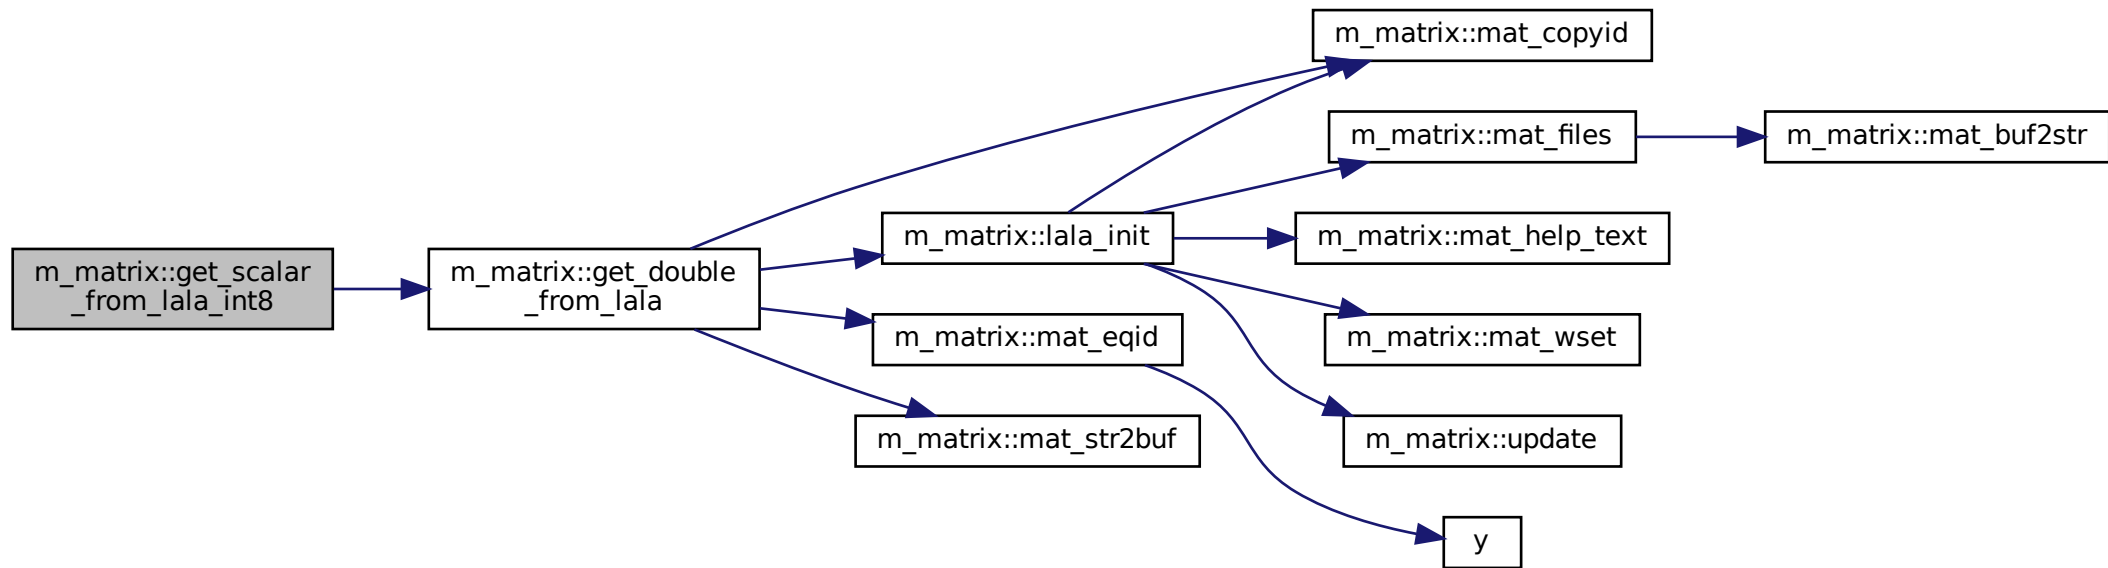 m_matrix::get_scalar
_from_lala_int8
m_matrix::get_double
_from_lala
m_matrix::mat_copyid
m_matrix::lala_init
m_matrix::mat_files
m_matrix::mat_buf2str
m_matrix::mat_help_text
m_matrix::mat_wset
m_matrix::update
m_matrix::mat_eqid
y
m_matrix::mat_str2buf